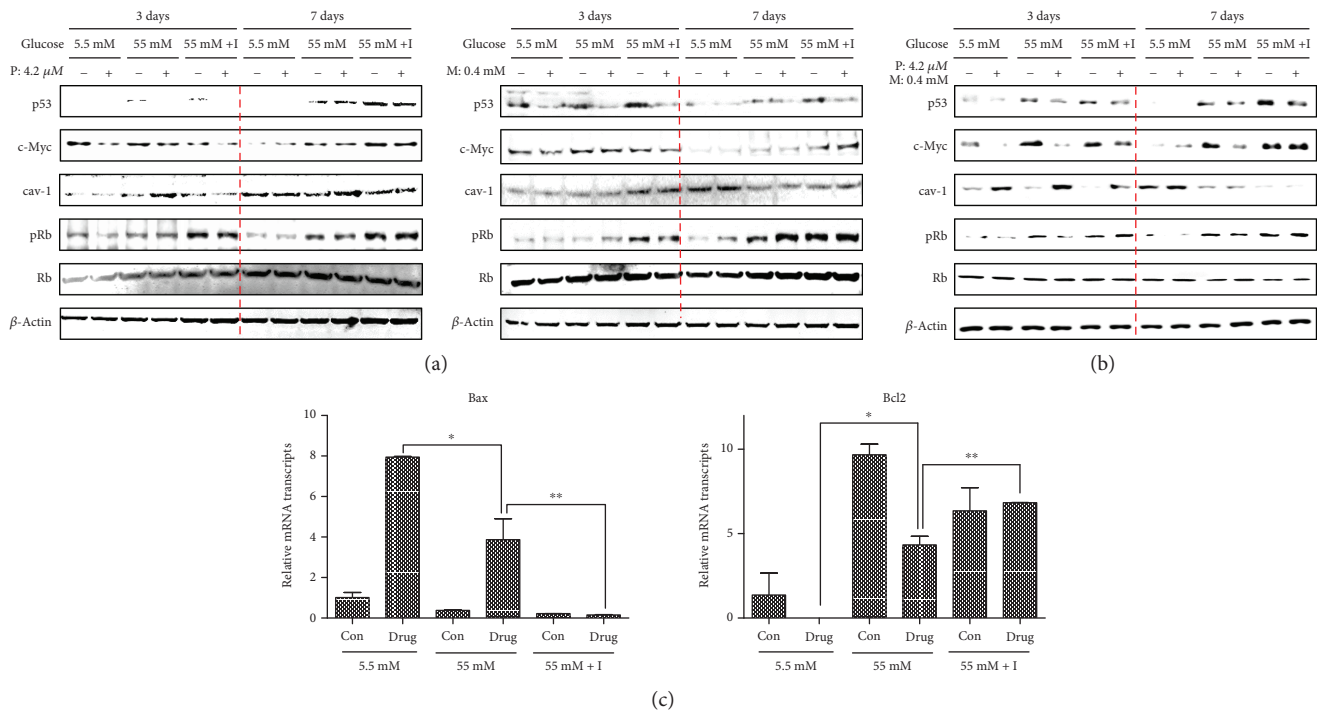 3 days 7 days
Glucose 5.5 mM 55 mM 55 mM +I 5.5 mM 55 mM 55 mM +I
P: 4.2 µM − + − + − + − + − + − +
p53
c-Myc
cav-1
pRb
Rb
β-Actin
3 days 7 days
Glucose 5.5 mM 55 mM 55 mM +I 5.5 mM 55 mM 55 mM +I
M: 0.4 mM − + − + − + − + − + − +
p53
c-Myc
cav-1
pRb
Rb
β-Actin
(a)
3 days 7 days
Glucose 5.5 mM 55 mM 55 mM +I 5.5 mM 55 mM 55 mM +I
P: 4.2 µM
M: 0.4 mM − + − + − + − + − + − +
p53
c-Myc
cav-1
pRb
Rb
β-Actin
(b)
Bax
Relative mRNA transcripts
10
8
6
4
2
0
*
**
Con Drug Con Drug Con Drug
5.5 mM 55 mM 55 mM + I
Bcl2
Relative mRNA transcripts
10
5
0
*
**
Con Drug Con Drug Con Drug
5.5 mM 55 mM 55 mM + I
(c)